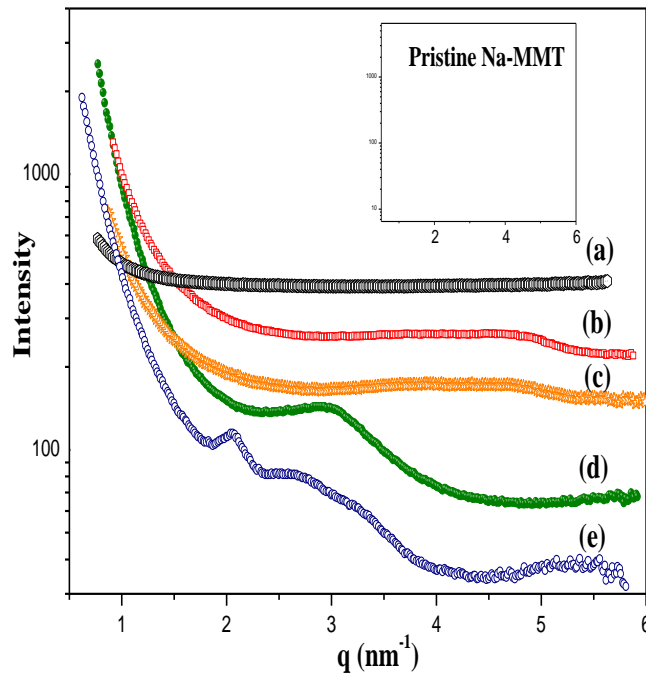 Pristine Na-MMT
1000
100
10
2 4 6
1000
100
Intensity
(a)
(b)
(c)
(d)
(e)
1 2 3 4 5 6
q (nm⁻¹)